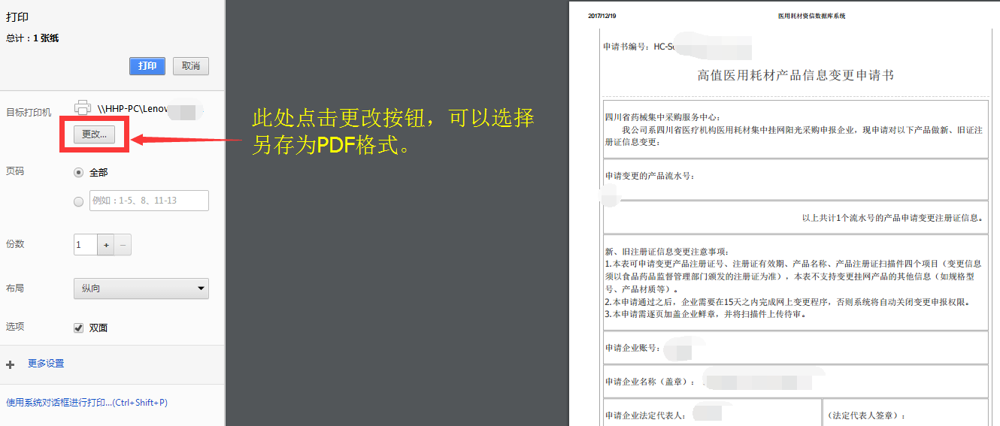 打印
总计：1 张纸
打印
取消
目标打印机
\\HHP-PC\Lenov
更改...
页码
全部
例如：1-5、8、11-13
份数
1
+
−
布局
纵向
选项
双面
更多设置
使用系统对话框进行打印...(Ctrl+Shift+P)
此处点击更改按钮，可以选择
另存为PDF格式。
2017/12/19
医用耗材资信数据库系统
申请书编号：HC-S
高值医用耗材产品信息变更申请书
四川省药械集中采购服务中心：
我公司系四川省医疗机构医用耗材集中挂网阳光采购申报企业，现申请对以下产品做新、旧证注
册证信息变更：
申请变更的产品流水号：
以上共计1个流水号的产品申请变更注册证信息。
新、旧注册证信息变更注意事项：
1.本表可申请变更产品注册证号、注册证有效期、产品名称、产品注册证扫描件四个项目（变更信息
须以食品药品监督管理部门颁发的注册证为准），本表不支持变更挂网产品的其他信息（如规格型
号、产品材质等）。
2.本申请通过之后，企业需要在15天之内完成网上变更程序，否则系统将自动关闭变更申报权限。
3.本申请需逐页加盖企业鲜章，并将扫描件上传待审。
申请企业账号：
申请企业名称（盖章）：
申请企业法定代表人：
（法定代表人签章）：